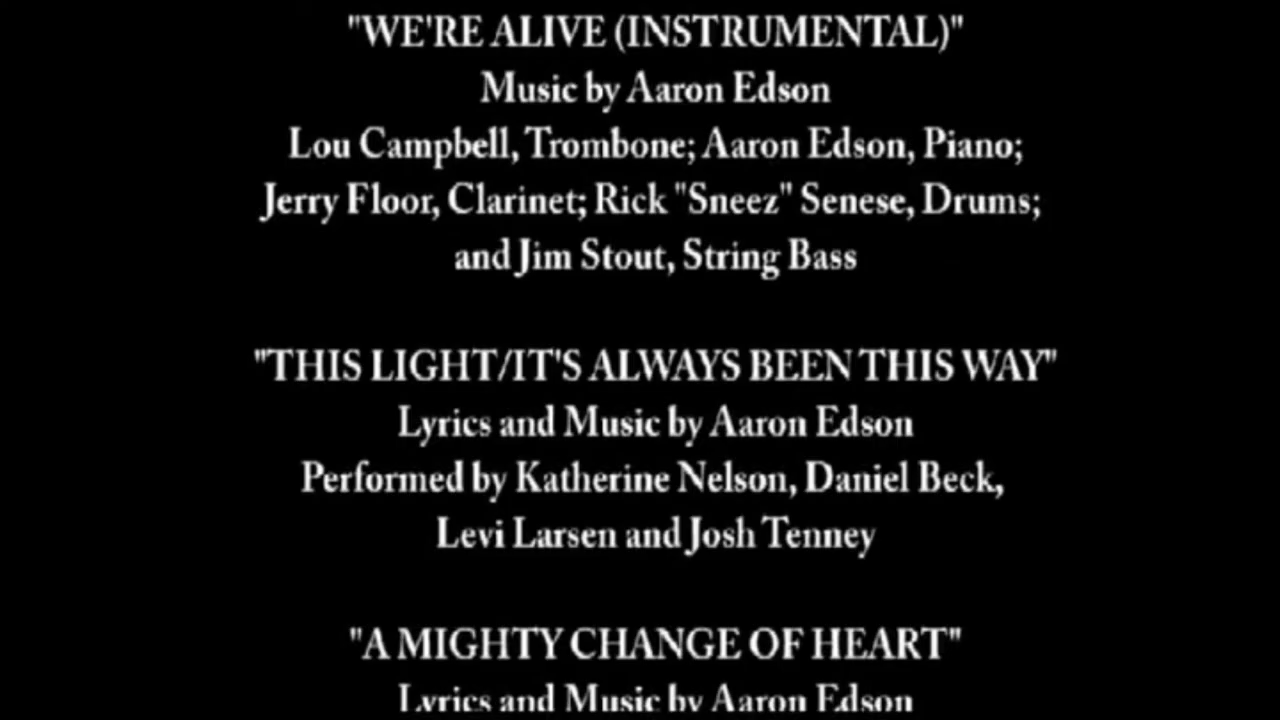 "WE'RE ALIVE (INSTRUMENTAL)"
Music by Aaron Edson
Lou Campbell, Trombone; Aaron Edson, Piano;
Jerry Floor, Clarinet; Rick "Sneez" Senese, Drums;
and Jim Stout, String Bass
"THIS LIGHT/IT'S ALWAYS BEEN THIS WAY"
Lyrics and Music by Aaron Edson
Performed by Katherine Nelson, Daniel Beck,
Levi Larsen and Josh Tenney
"A MIGHTY CHANGE OF HEART"
Lyrics and Music by Aaron Edson